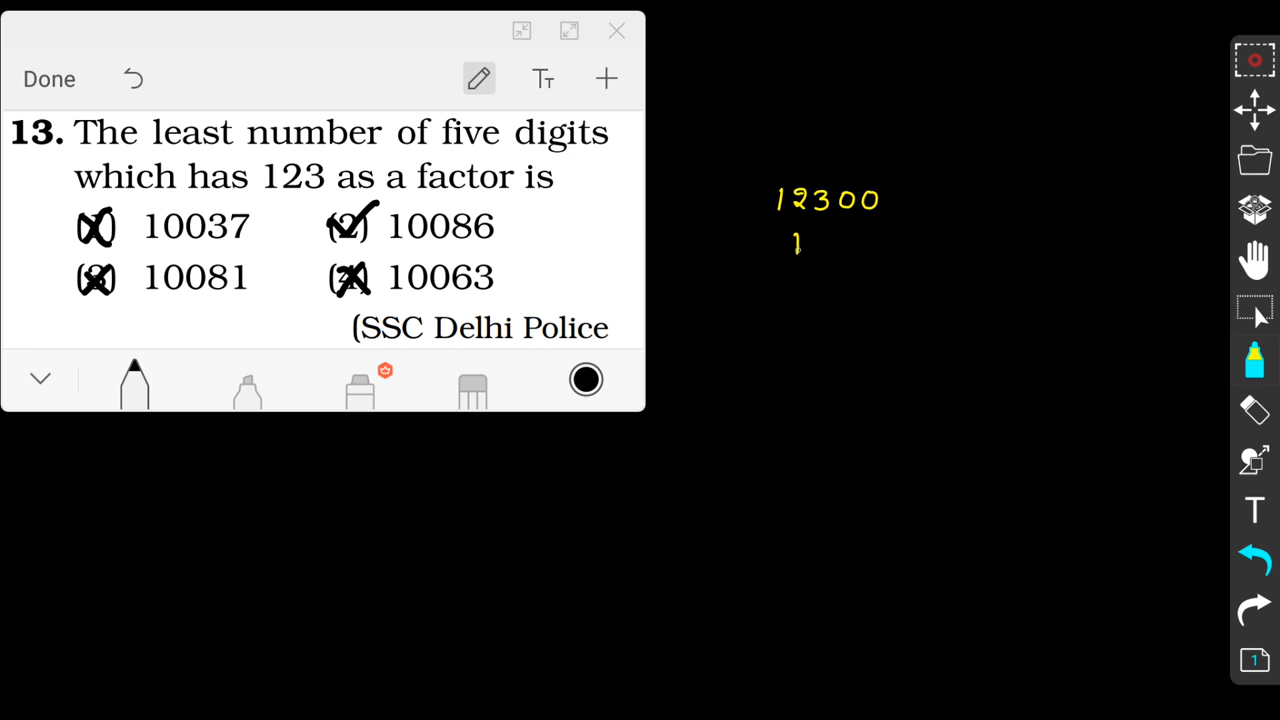 Done
13. The least number of five digits
which has 123 as a factor is
(1) 10037 (2) 10086
(3) 10081 (4) 10063
(SSC Delhi Police
12300
1
T
1